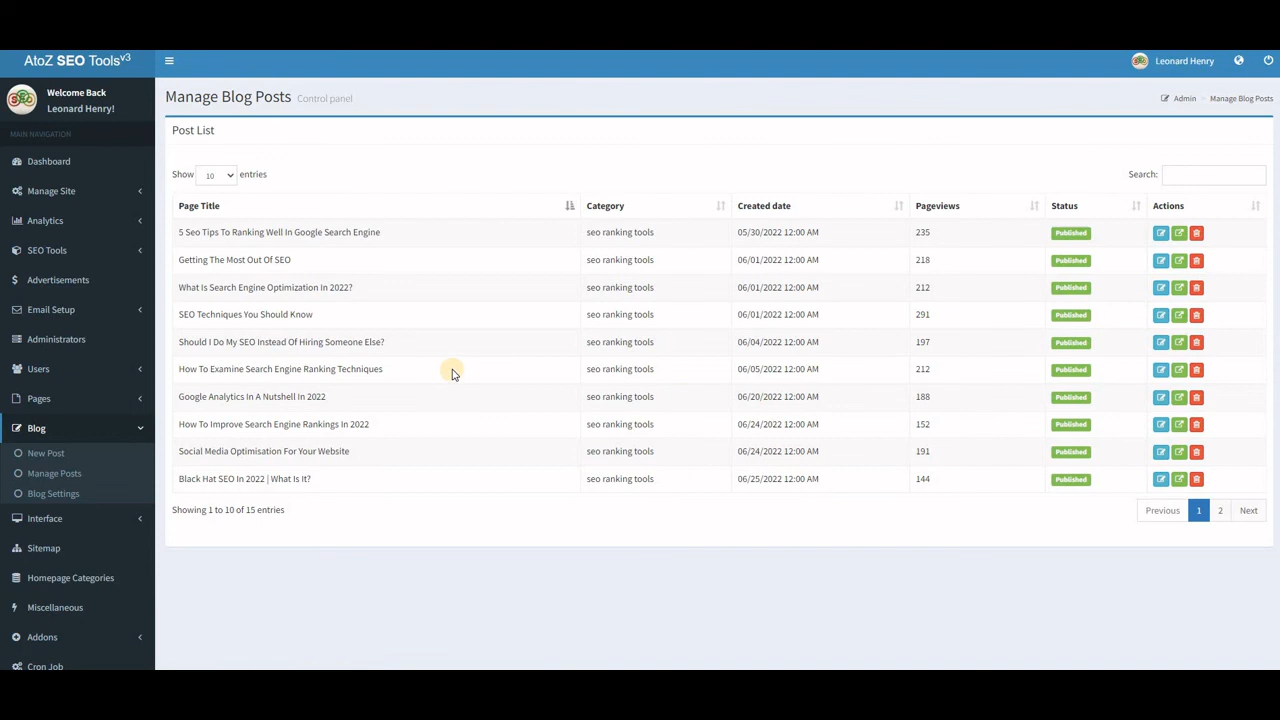 AtoZ SEO Tools v3
Leonard Henry
Welcome Back
Leonard Henry!
MAIN NAVIGATION
Dashboard
Manage Site
Analytics
SEO Tools
Advertisements
Email Setup
Administrators
Users
Pages
Blog
New Post
Manage Posts
Blog Settings
Interface
Sitemap
Homepage Categories
Miscellaneous
Addons
Cron Job
Manage Blog Posts Control panel
Admin Manage Blog Posts
Post List
Show 10 entries
Search:
Page Title Category Created date Pageviews Status Actions
5 Seo Tips To Ranking Well In Google Search Engine seo ranking tools 05/30/2022 12:00 AM 235 Published
Getting The Most Out Of SEO seo ranking tools 06/01/2022 12:00 AM 218 Published
What Is Search Engine Optimization In 2022? seo ranking tools 06/01/2022 12:00 AM 212 Published
SEO Techniques You Should Know seo ranking tools 06/01/2022 12:00 AM 291 Published
Should I Do My SEO Instead Of Hiring Someone Else? seo ranking tools 06/04/2022 12:00 AM 197 Published
How To Examine Search Engine Ranking Techniques seo ranking tools 06/05/2022 12:00 AM 212 Published
Google Analytics In A Nutshell In 2022 seo ranking tools 06/20/2022 12:00 AM 188 Published
How To Improve Search Engine Rankings In 2022 seo ranking tools 06/24/2022 12:00 AM 152 Published
Social Media Optimisation For Your Website seo ranking tools 06/24/2022 12:00 AM 191 Published
Black Hat SEO In 2022 | What Is It? seo ranking tools 06/25/2022 12:00 AM 144 Published
Showing 1 to 10 of 15 entries
Previous 1 2 Next